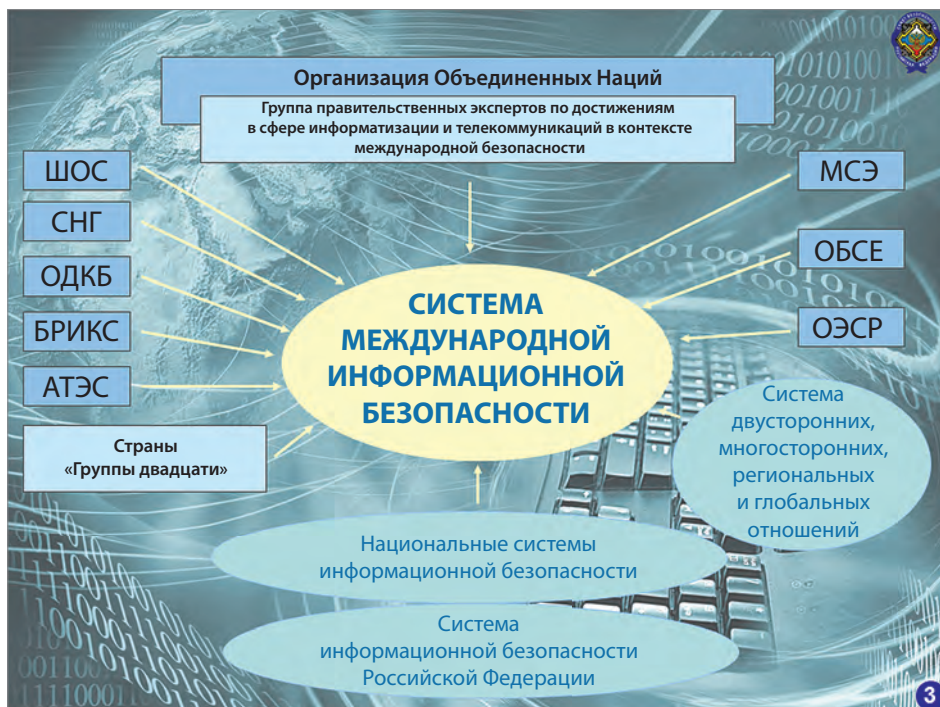 Организация Объединенных Наций
Группа правительственных экспертов по достижениям
в сфере информатизации и телекоммуникаций в контексте
международной безопасности
ШОС
СНГ
ОДКБ
БРИКС
АТЭС
Страны
«Группы двадцати»
МСЭ
ОБСЕ
ОЭСР
СИСТЕМА
МЕЖДУНАРОДНОЙ
ИНФОРМАЦИОННОЙ
БЕЗОПАСНОСТИ
Система
двусторонних,
многосторонних,
региональных
и глобальных
отношений
Национальные системы
информационной безопасности
Система
информационной безопасности
Российской Федерации
3